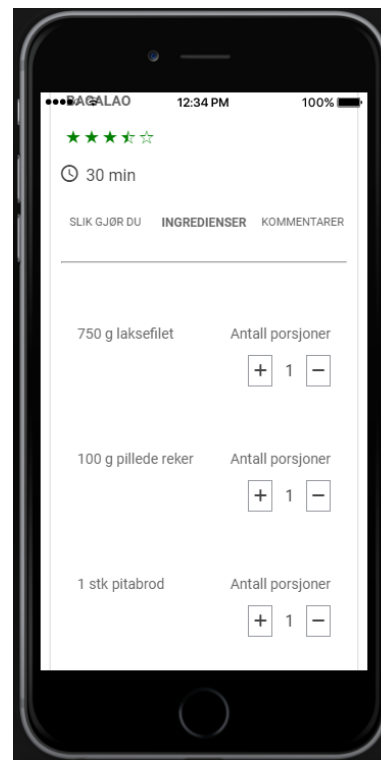 BAGALAO 12:34 PM 100%
30 min
SLIK GJØR DU INGREDIENSER KOMMENTARER
750 g laksefilet Antall porsjoner
+ 1 −
100 g pillede reker Antall porsjoner
+ 1 −
1 stk pitabrod Antall porsjoner
+ 1 −